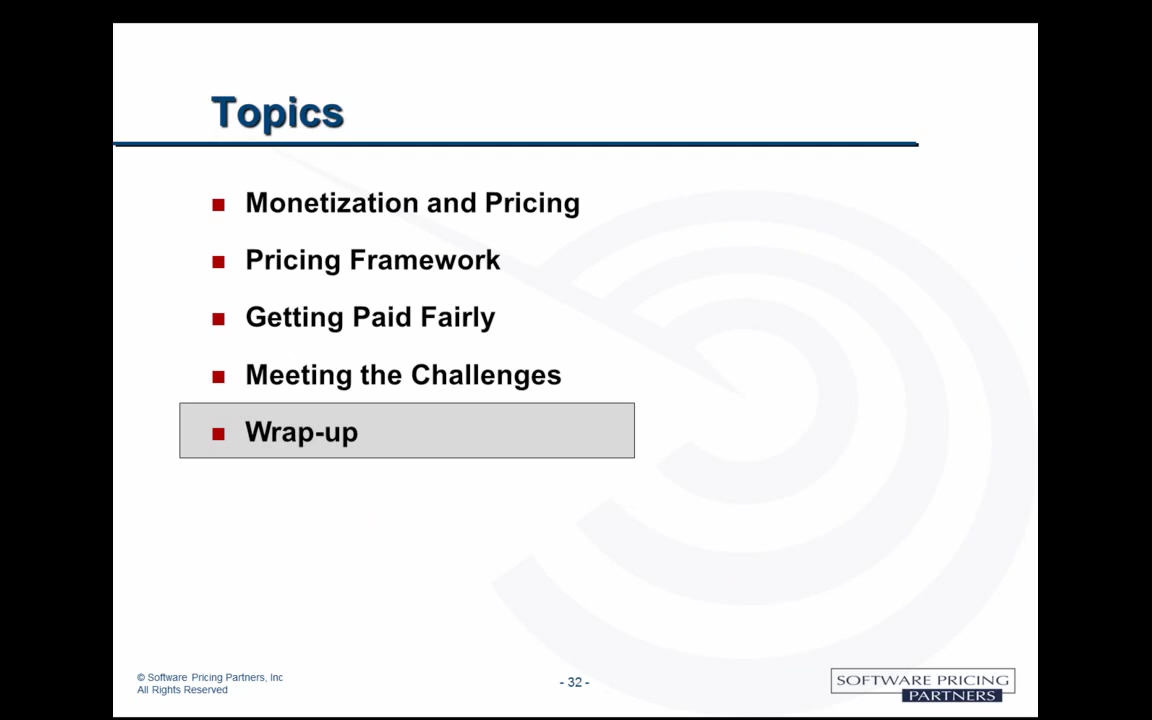 Topics
Monetization and Pricing
Pricing Framework
Getting Paid Fairly
Meeting the Challenges
Wrap-up
© Software Pricing Partners, Inc
All Rights Reserved
- 32 -
SOFTWARE PRICING
PARTNERS